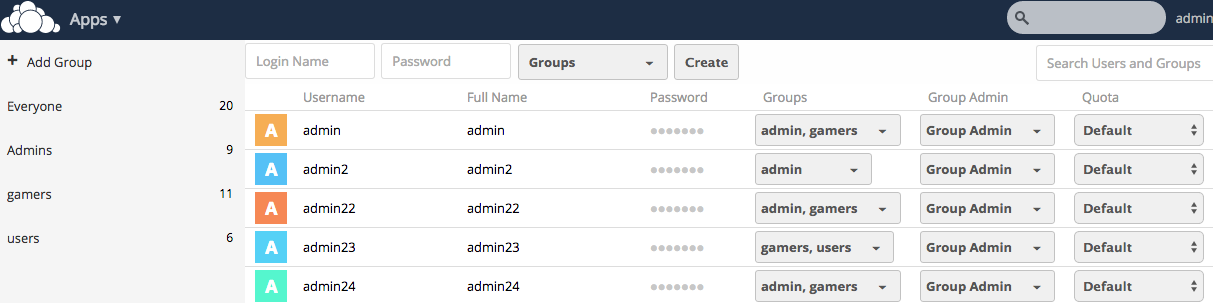 Apps ▾ admin
+ Add Group
Everyone 20
Admins 9
gamers 11
users 6
Login Name Password Groups Create Search Users and Groups
Username Full Name Password Groups Group Admin Quota
A admin admin ●●●●●●● admin, gamers Group Admin Default
A admin2 admin2 ●●●●●●● admin Group Admin Default
A admin22 admin22 ●●●●●●● admin, gamers Group Admin Default
A admin23 admin23 ●●●●●●● gamers, users Group Admin Default
A admin24 admin24 ●●●●●●● admin, gamers Group Admin Default